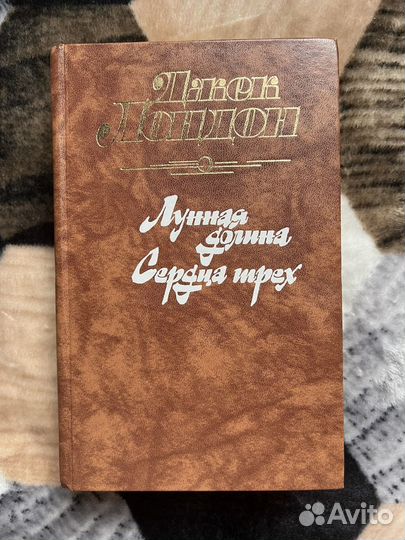 Джек
Лондон
Лунная
долина
Сердца трех
Avito